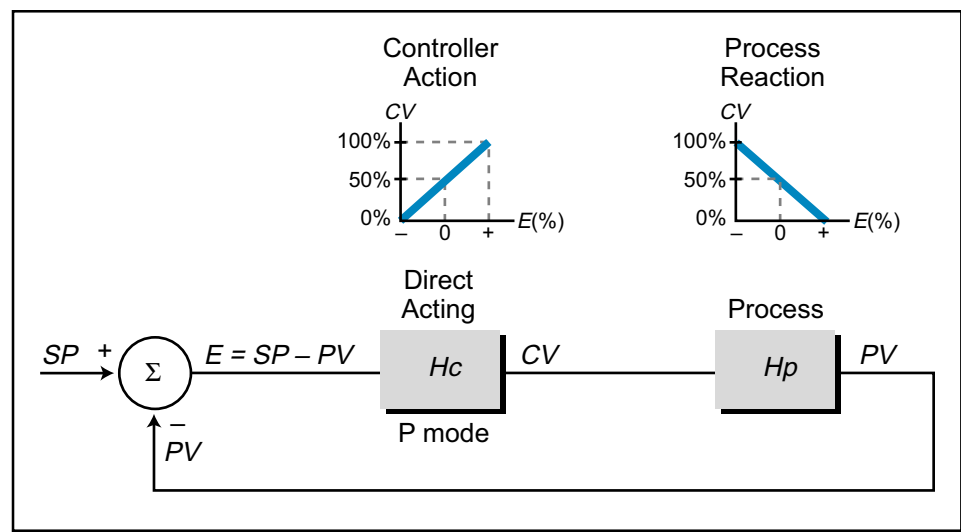 Controller
Action
CV
100%
50%
0%
– 0 +
E(%)
Process
Reaction
CV
100%
50%
0%
– 0 +
E(%)
Direct
Acting
Process
SP + Σ E = SP – PV Hc CV Hp PV
–
PV
P mode